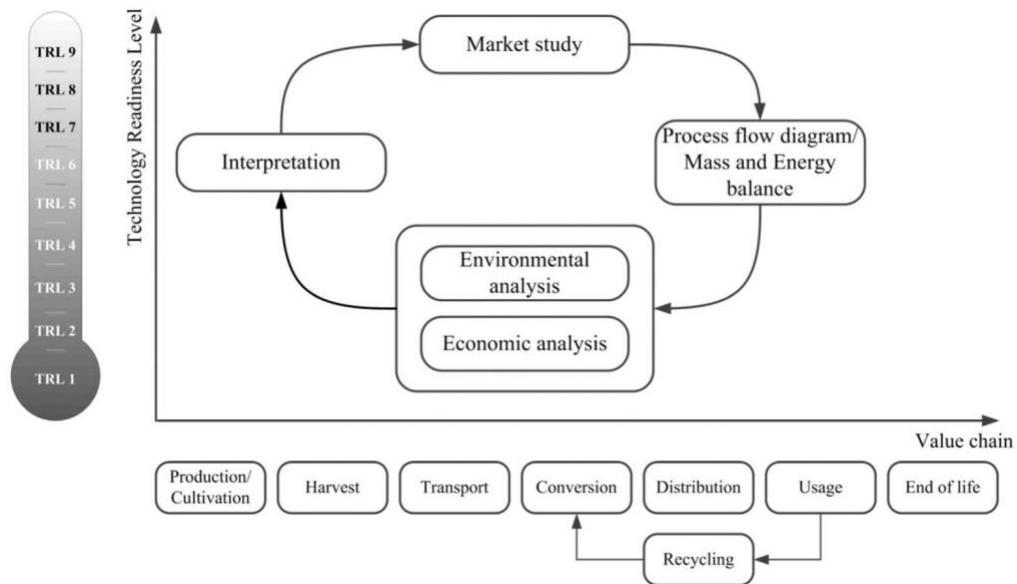 TRL 9
TRL 8
TRL 7
TRL 6
TRL 5
TRL 4
TRL 3
TRL 2
TRL 1
Technology Readiness Level
Market study
Process flow diagram/
Mass and Energy
balance
Interpretation
Environmental
analysis
Economic analysis
Value chain
Production/
Cultivation
Harvest
Transport
Conversion
Distribution
Usage
End of life
Recycling